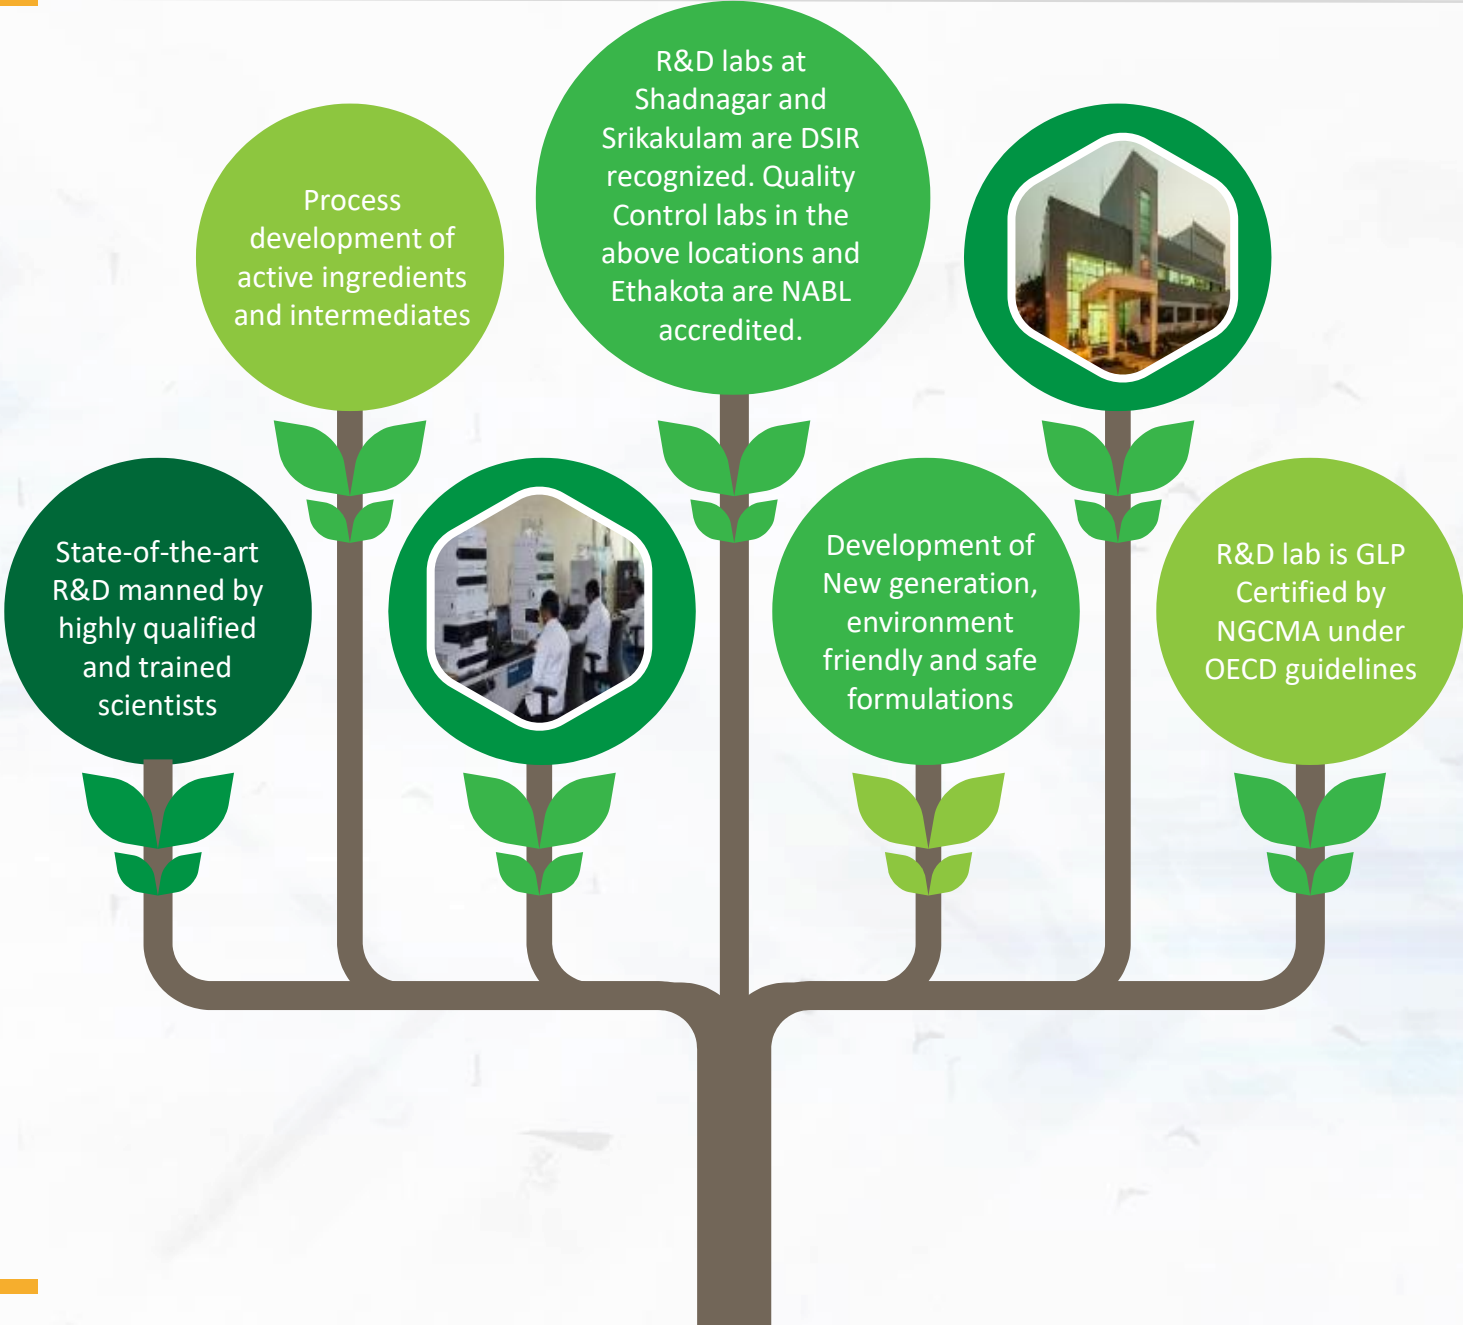 R&D labs at
Shadnagar and
Srikakulam are DSIR
recognized. Quality
Control labs in the
above locations and
Ethakota are NABL
accredited.
Process
development of
active ingredients
and intermediates
State-of-the-art
R&D manned by
highly qualified
and trained
scientists
Development of
New generation,
environment
friendly and safe
formulations
R&D lab is GLP
Certified by
NGCMA under
OECD guidelines